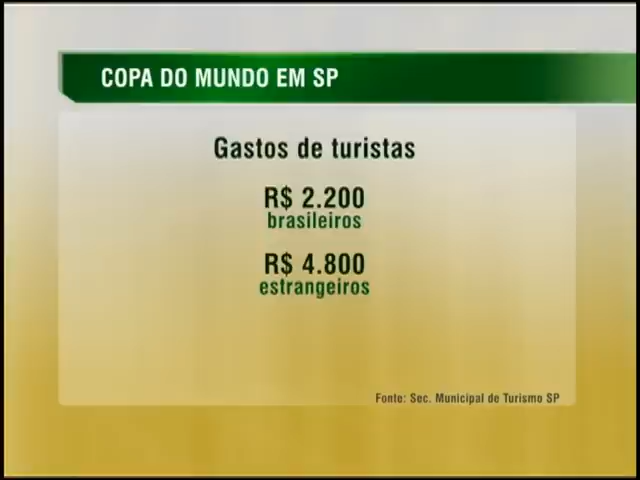 COPA DO MUNDO EM SP
Gastos de turistas
R$ 2.200
brasileiros
R$ 4.800
estrangeiros
Fonte: Sec. Municipal de Turismo SP